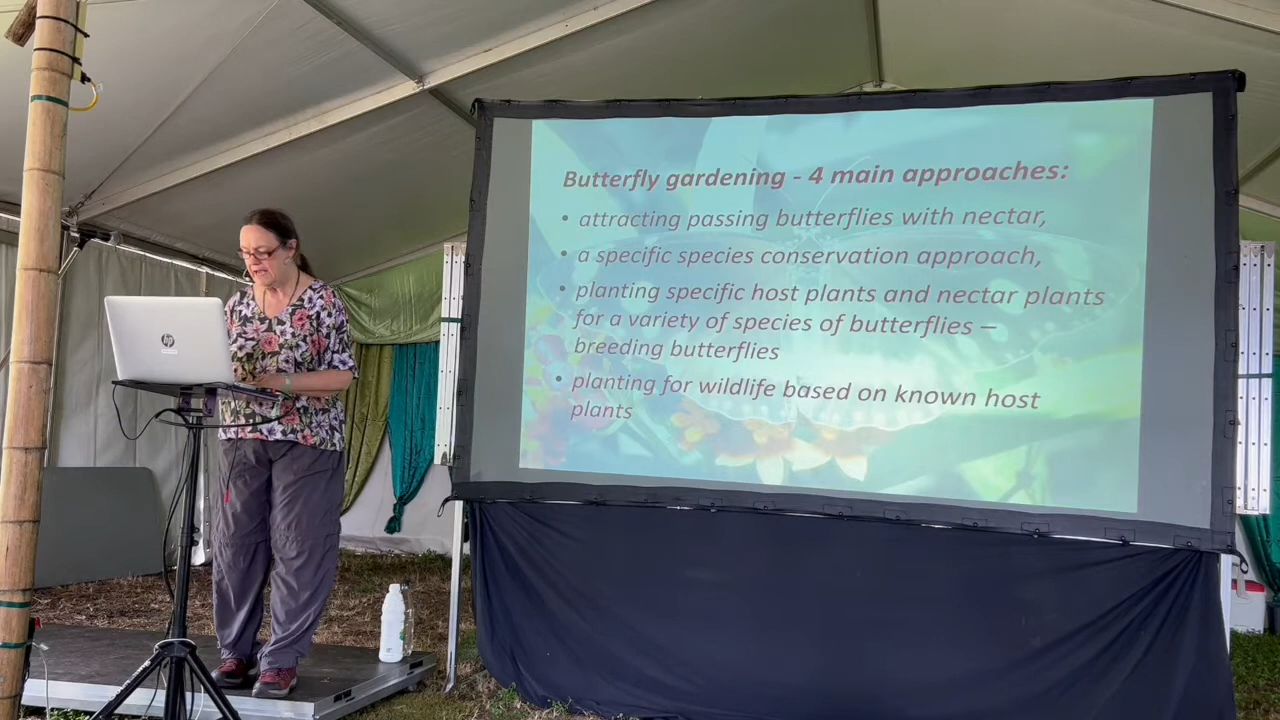 Butterfly gardening - 4 main approaches:
• attracting passing butterflies with nectar,
• a specific species conservation approach,
• planting specific host plants and nectar plants
for a variety of species of butterflies –
breeding butterflies
• planting for wildlife based on known host
plants
hp